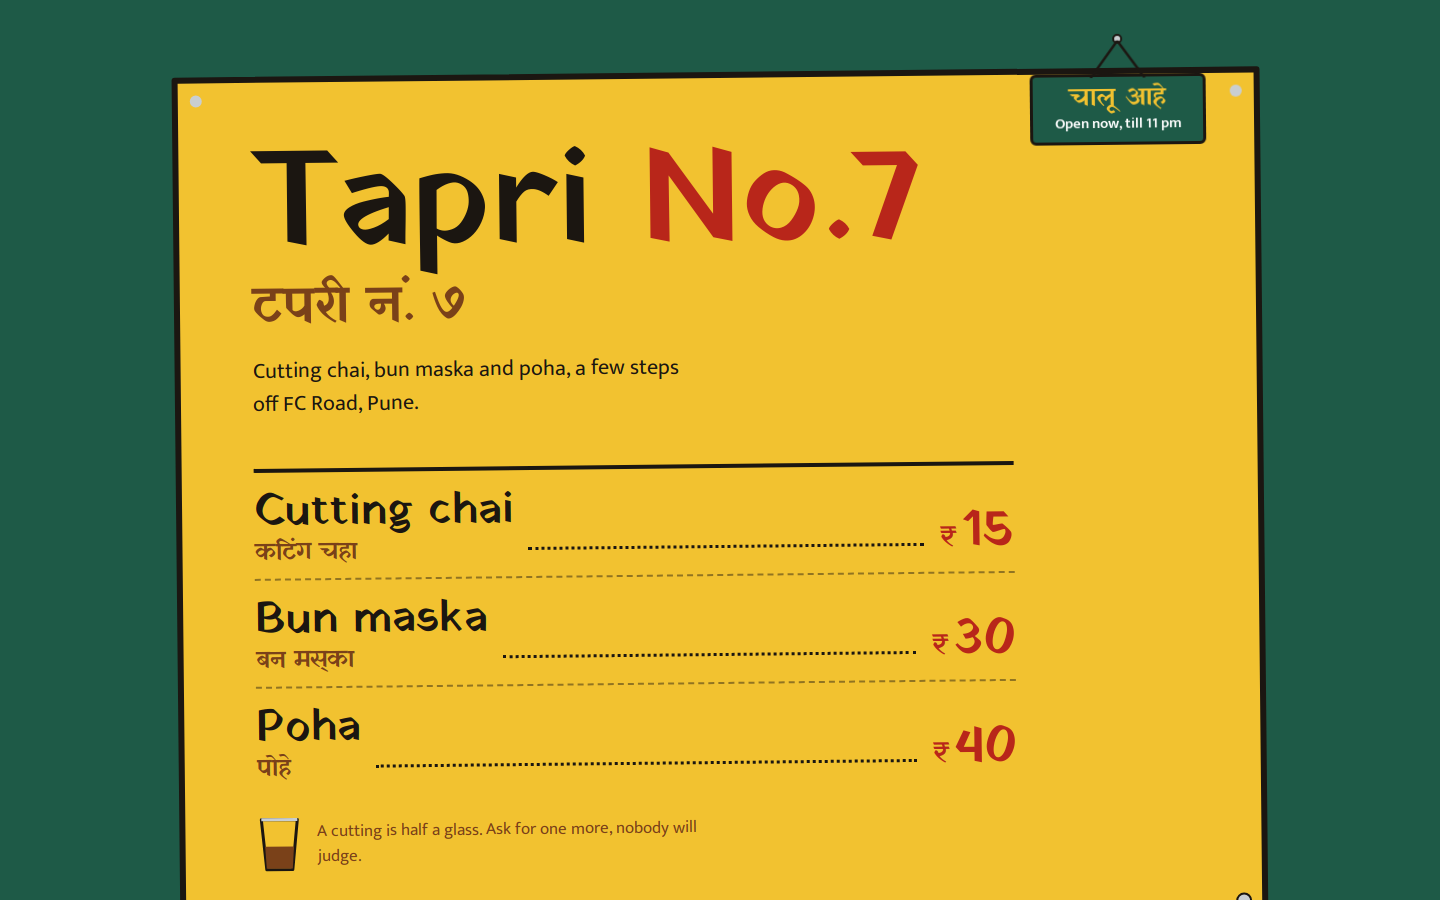 चालू आहे
Open now, till 11 pm
Tapri No.7
टपरी नं. ७
Cutting chai, bun maska and poha, a few steps
off FC Road, Pune.
Cutting chai
कटिंग चहा
₹15
Bun maska
बन मस्का
₹30
Poha
पोहे
₹40
A cutting is half a glass. Ask for one more, nobody will
judge.